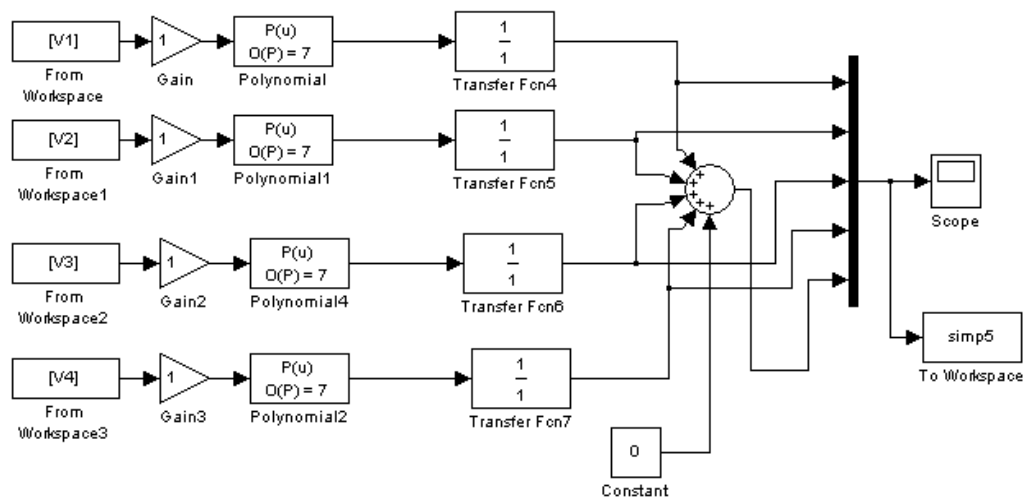 [V1]
From
Workspace
1
Gain
P(u)
O(P) = 7
Polynomial
1
1
Transfer Fcn4
[V2]
From
Workspace1
1
Gain1
P(u)
O(P) = 7
Polynomial1
1
1
Transfer Fcn5
+
+
+
+
+
Scope
[V3]
From
Workspace2
1
Gain2
P(u)
O(P) = 7
Polynomial4
1
1
Transfer Fcn6
simp5
To Workspace
[V4]
From
Workspace3
1
Gain3
P(u)
O(P) = 7
Polynomial2
1
1
Transfer Fcn7
0
Constant